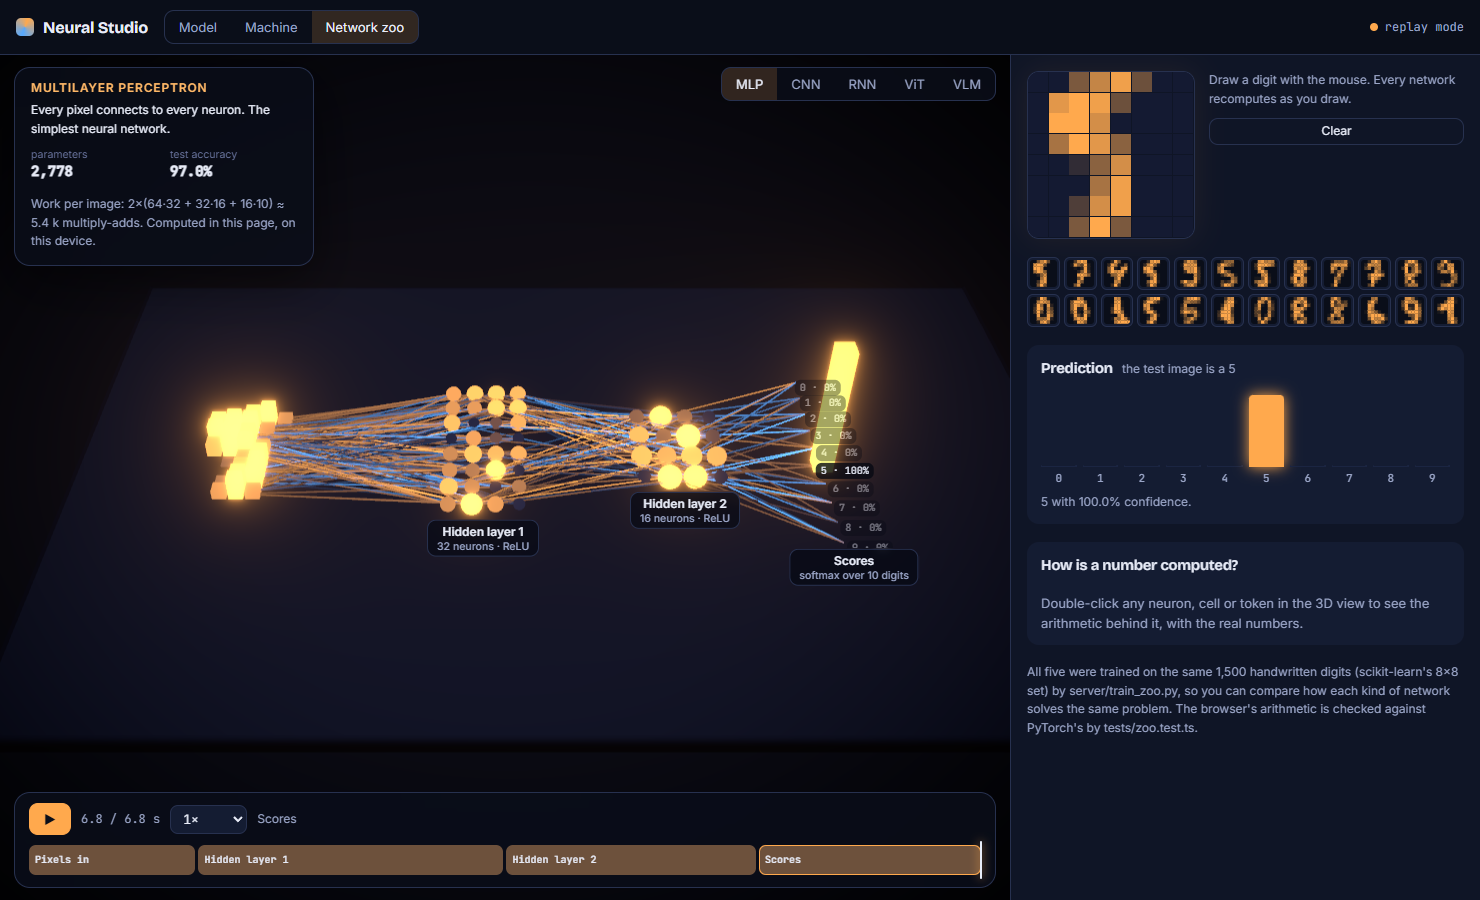 Neural Studio
Model
Machine
Network zoo
replay mode
MULTILAYER PERCEPTRON
Every pixel connects to every neuron. The
simplest neural network.
parameters
test accuracy
2,778
97.0%
Work per image: 2×(64·32 + 32·16 + 16·10) ≈
5.4 k multiply-adds. Computed in this page, on
this device.
MLP
CNN
RNN
ViT
VLM
0 · 0%
1 · 0%
2 · 0%
3 · 0%
4 · 0%
5 · 100%
6 · 0%
7 · 0%
8 · 0%
9 · 0%
Hidden layer 1
32 neurons · ReLU
Hidden layer 2
16 neurons · ReLU
Scores
softmax over 10 digits
6.8 / 6.8 s
1×
Scores
Pixels in
Hidden layer 1
Hidden layer 2
Scores
Draw a digit with the mouse. Every network
recomputes as you draw.
Clear
Prediction the test image is a 5
0 1 2 3 4 5 6 7 8 9
5 with 100.0% confidence.
How is a number computed?
Double-click any neuron, cell or token in the 3D view to see the
arithmetic behind it, with the real numbers.
All five were trained on the same 1,500 handwritten digits (scikit-learn's 8×8
set) by server/train_zoo.py, so you can compare how each kind of network
solves the same problem. The browser's arithmetic is checked against
PyTorch's by tests/zoo.test.ts.